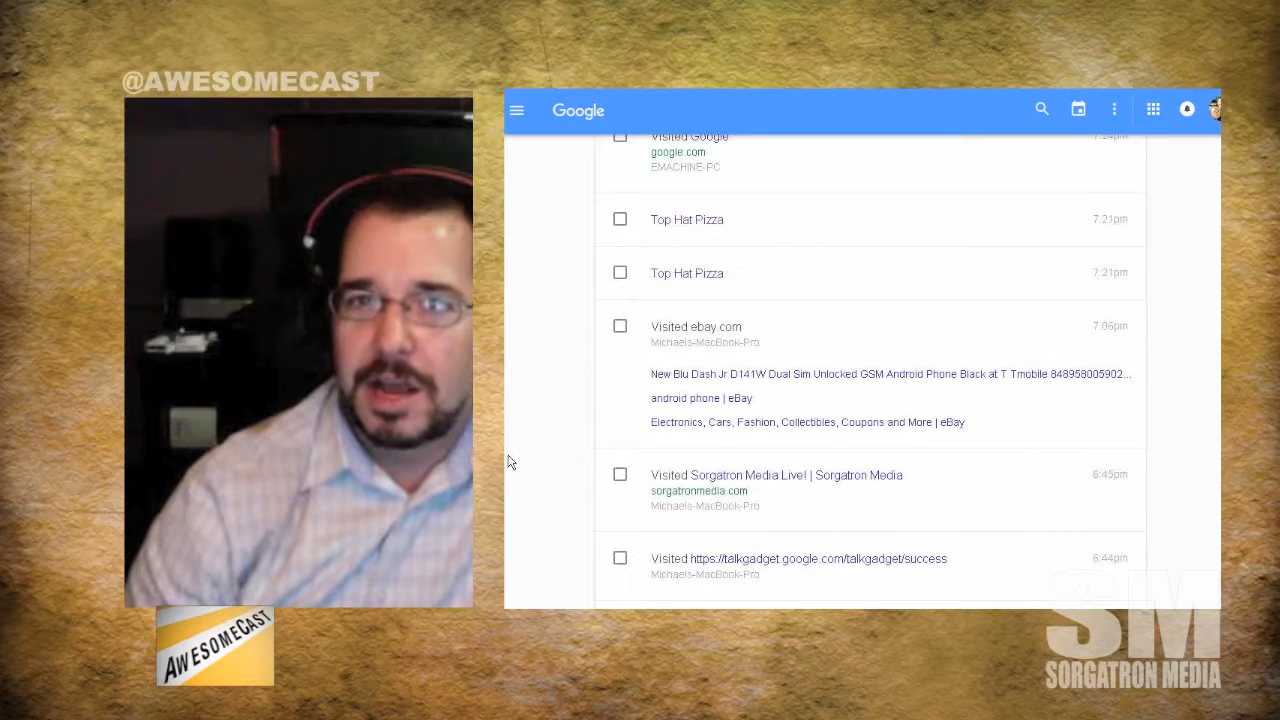 @AWESOMECAST
Google
Visited Google
7:24pm
google.com
EMACHINE-PC
Top Hat Pizza
7:21pm
Top Hat Pizza
7:21pm
Visited ebay.com
7:06pm
Michaels-MacBook-Pro
New Blu Dash Jr D141W Dual Sim Unlocked GSM Android Phone Black at T Tmobile 848958005902...
android phone | eBay
Electronics, Cars, Fashion, Collectibles, Coupons and More | eBay
Visited Sorgatron Media Live! | Sorgatron Media
6:45pm
sorgatronmedia.com
Michaels-MacBook-Pro
Visited https://talkgadget.google.com/talkgadget/success
6:44pm
Michaels-MacBook-Pro
AWESOMECAST
SM
SORGATRON MEDIA